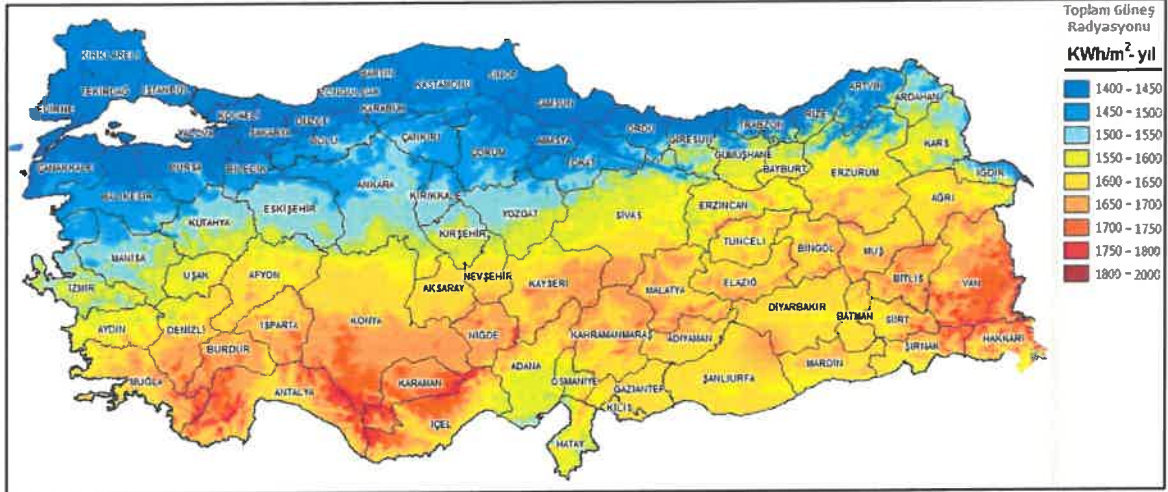 Toplam Güneş
Radyasyonu
KWh/m²- yıl
1400 - 1450
1450 - 1500
1500 - 1550
1550 - 1600
1600 - 1650
1650 - 1700
1700 - 1750
1750 - 1800
1800 - 2000
KIRKLARELİ
EDİRNE
TEKİRDAĞ
İSTANBUL
KOCAELİ
YALOVA
SAKARYA
DÜZCE
BOLU
ZONGULDAK
BARTIN
KARABÜK
KASTAMONU
SİNOP
SAMSUN
ÇANKIRI
ÇORUM
AMASYA
TOKAT
ORDU
GİRESUN
TRABZON
RİZE
ARTVİN
ARDAHAN
KARS
IĞDIR
GÜMÜŞHANE
BAYBURT
ERZURUM
ERZİNCAN
AĞRI
ÇANAKKALE
BALIKESİR
BURSA
BİLECİK
KÜTAHYA
ESKİŞEHİR
ANKARA
KIRIKKALE
KIRŞEHİR
YOZGAT
SİVAS
TUNCELİ
BİNGÖL
MUŞ
BİTLİS
VAN
MANİSA
İZMİR
UŞAK
AFYON
AKSARAY
NEVŞEHİR
KAYSERİ
MALATYA
ELAZIĞ
DİYARBAKIR
BATMAN
SİİRT
ŞIRNAK
HAKKARİ
AYDIN
DENİZLİ
ISPARTA
BURDUR
KONYA
NİĞDE
KAHRAMANMARAŞ
ADIYAMAN
MARDİN
MUĞLA
ANTALYA
KARAMAN
İÇEL
ADANA
OSMANİYE
GAZİANTEP
KİLİS
ŞANLIURFA
HATAY